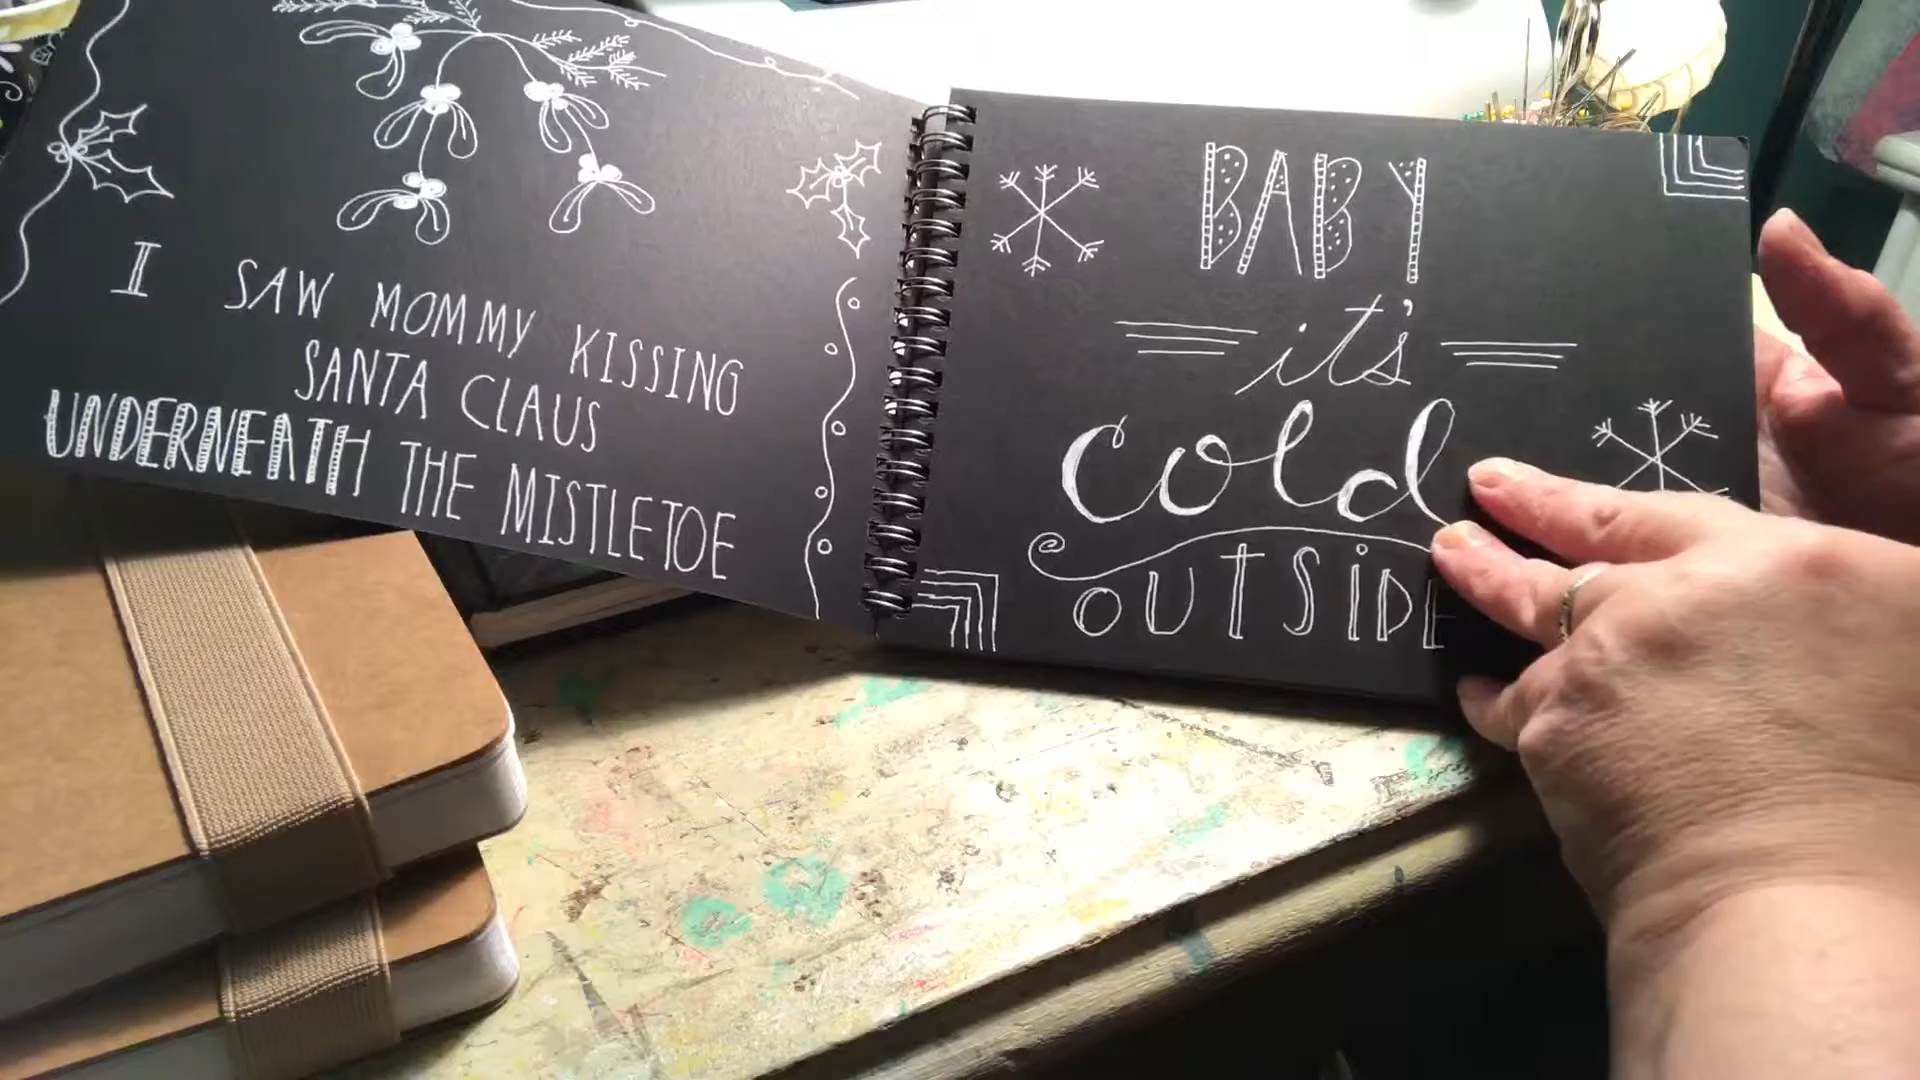 I SAW MOMMY KISSING
SANTA CLAUS
UNDERNEATH THE MISTLETOE
BABY
it's
cold
OUTSiDE